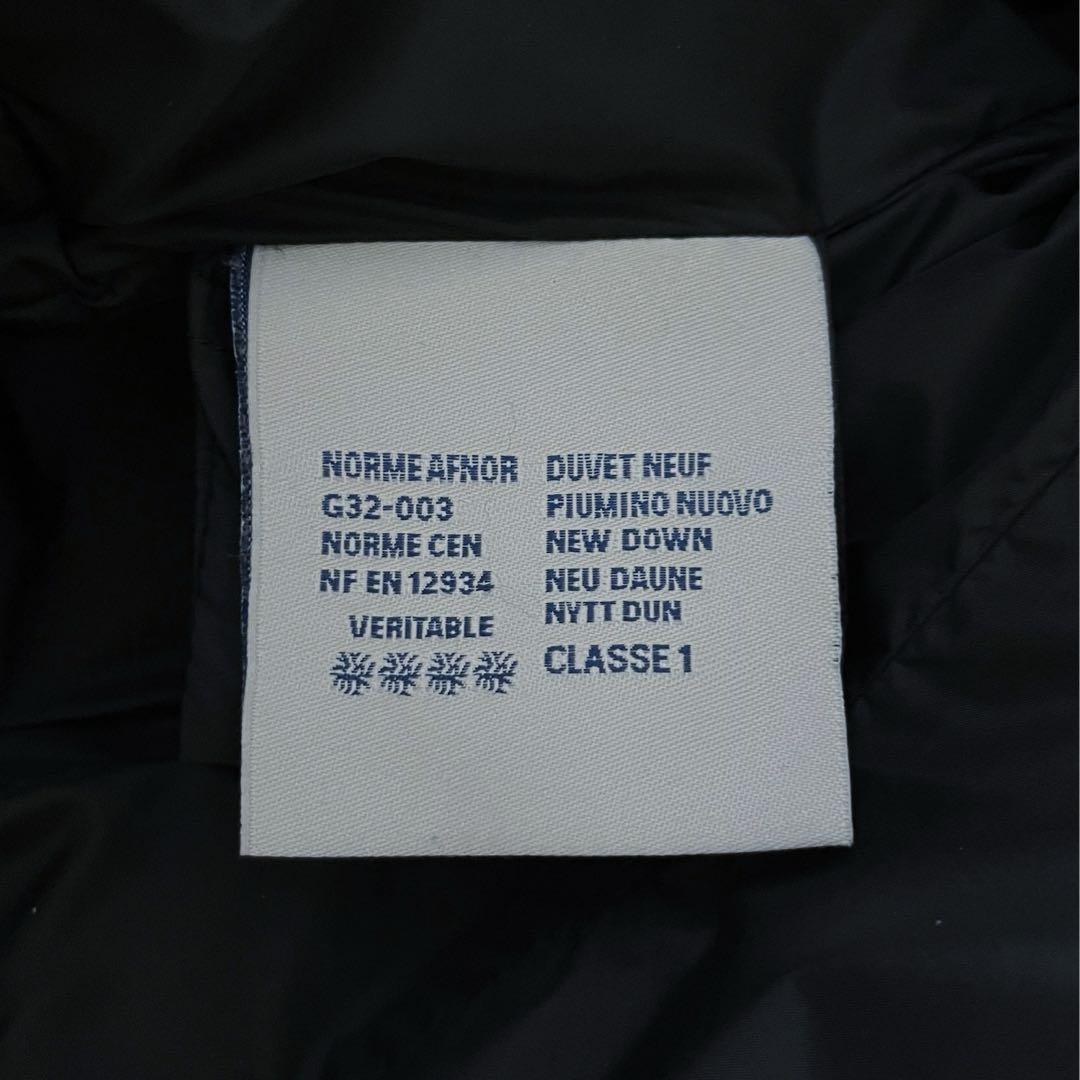 NORME AFNOR
G32-003
NORME CEN
NF EN 12934
VERITABLE
DUVET NEUF
PIUMINO NUOVO
NEW DOWN
NEU DAUNE
NYTT DUN
CLASSE 1